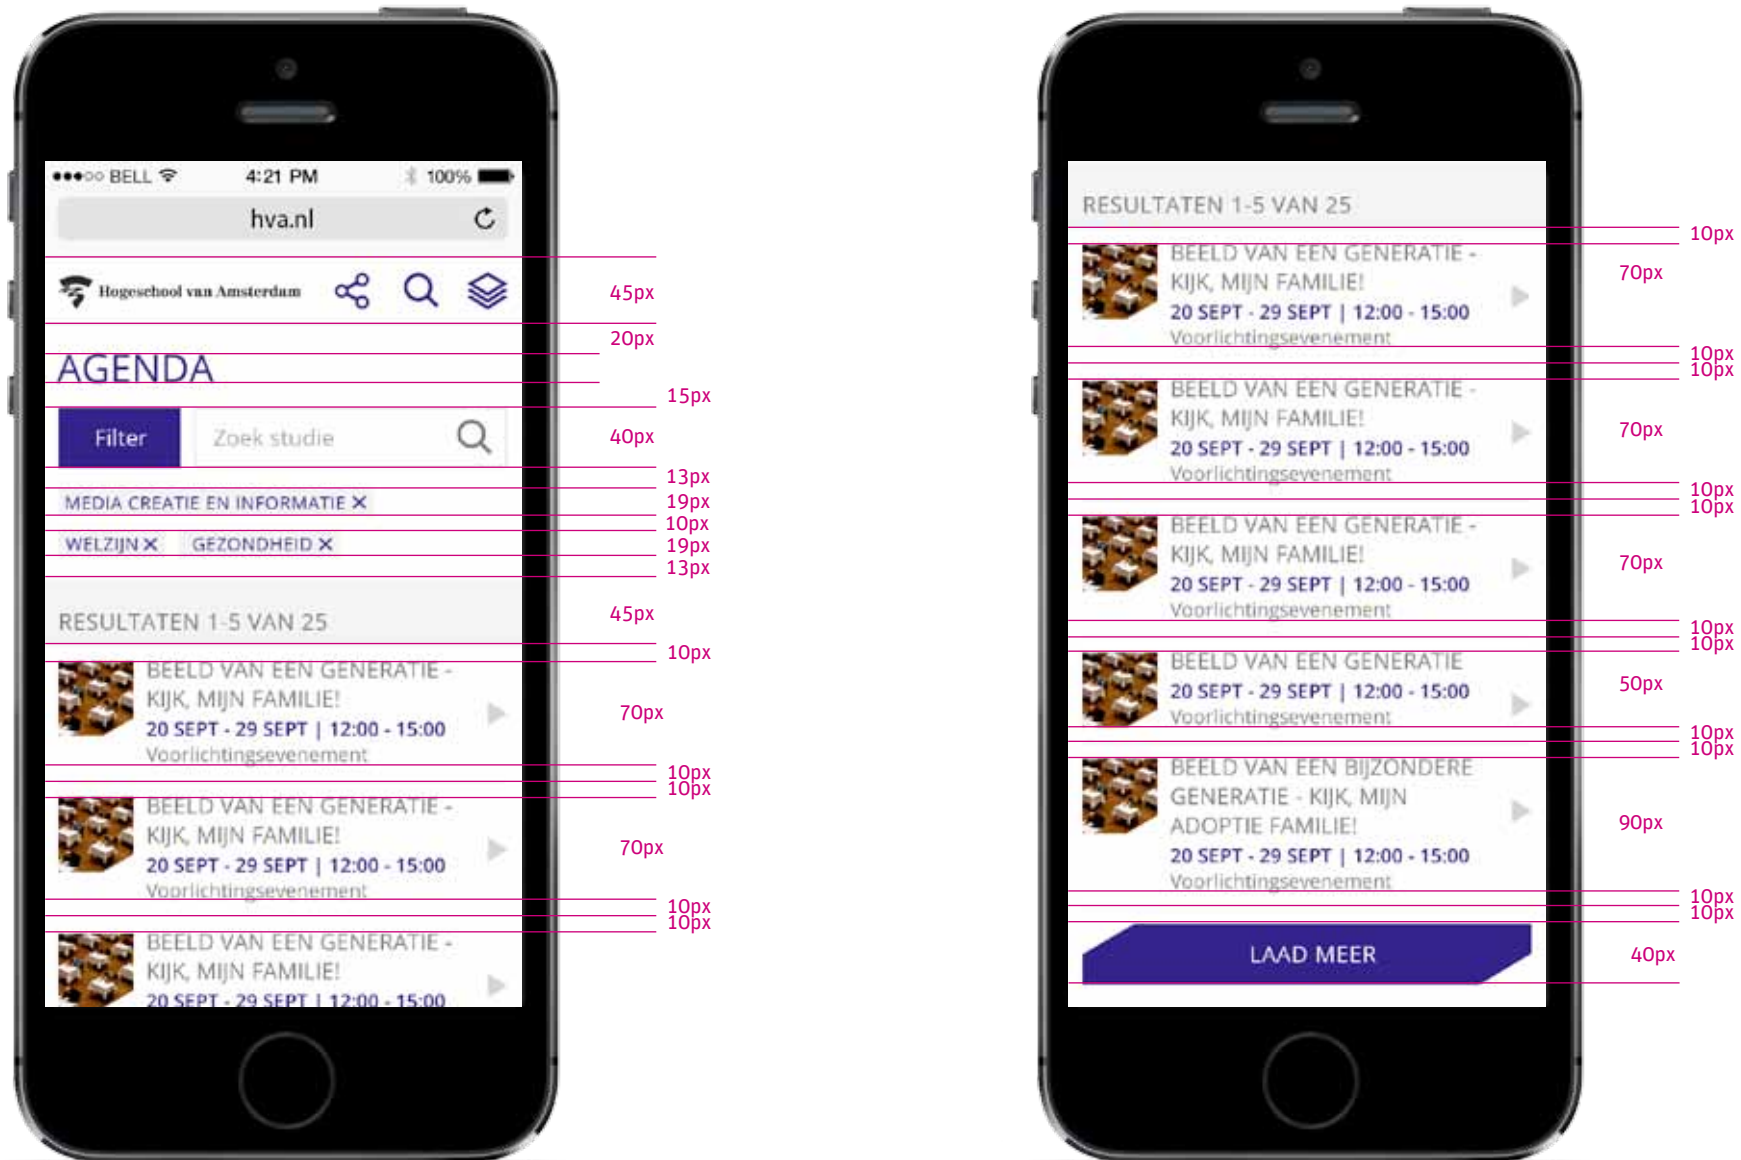 BELL 4:21 PM 100%
hva.nl
Hogeschool van Amsterdam
45px
20px
AGENDA
15px
Filter Zoek studie
40px
13px
MEDIA CREATIE EN INFORMATIE ✕
19px
10px
WELZIJN ✕ GEZONDHEID ✕
19px
13px
RESULTATEN 1-5 VAN 25
45px
10px
BEELD VAN EEN GENERATIE -
KIJK, MIJN FAMILIE!
20 SEPT - 29 SEPT | 12:00 - 15:00
Voorlichtingsevenement
70px
10px
10px
BEELD VAN EEN GENERATIE -
KIJK, MIJN FAMILIE!
20 SEPT - 29 SEPT | 12:00 - 15:00
Voorlichtingsevenement
70px
10px
10px
BEELD VAN EEN GENERATIE -
KIJK, MIJN FAMILIE!
20 SEPT - 29 SEPT | 12:00 - 15:00
RESULTATEN 1-5 VAN 25
10px
BEELD VAN EEN GENERATIE -
KIJK, MIJN FAMILIE!
20 SEPT - 29 SEPT | 12:00 - 15:00
Voorlichtingsevenement
70px
10px
10px
BEELD VAN EEN GENERATIE -
KIJK, MIJN FAMILIE!
20 SEPT - 29 SEPT | 12:00 - 15:00
Voorlichtingsevenement
70px
10px
10px
BEELD VAN EEN GENERATIE -
KIJK, MIJN FAMILIE!
20 SEPT - 29 SEPT | 12:00 - 15:00
Voorlichtingsevenement
70px
10px
10px
BEELD VAN EEN GENERATIE
20 SEPT - 29 SEPT | 12:00 - 15:00
Voorlichtingsevenement
50px
10px
10px
BEELD VAN EEN BIJZONDERE
GENERATIE - KIJK, MIJN
ADOPTIE FAMILIE!
20 SEPT - 29 SEPT | 12:00 - 15:00
Voorlichtingsevenement
90px
10px
10px
LAAD MEER
40px